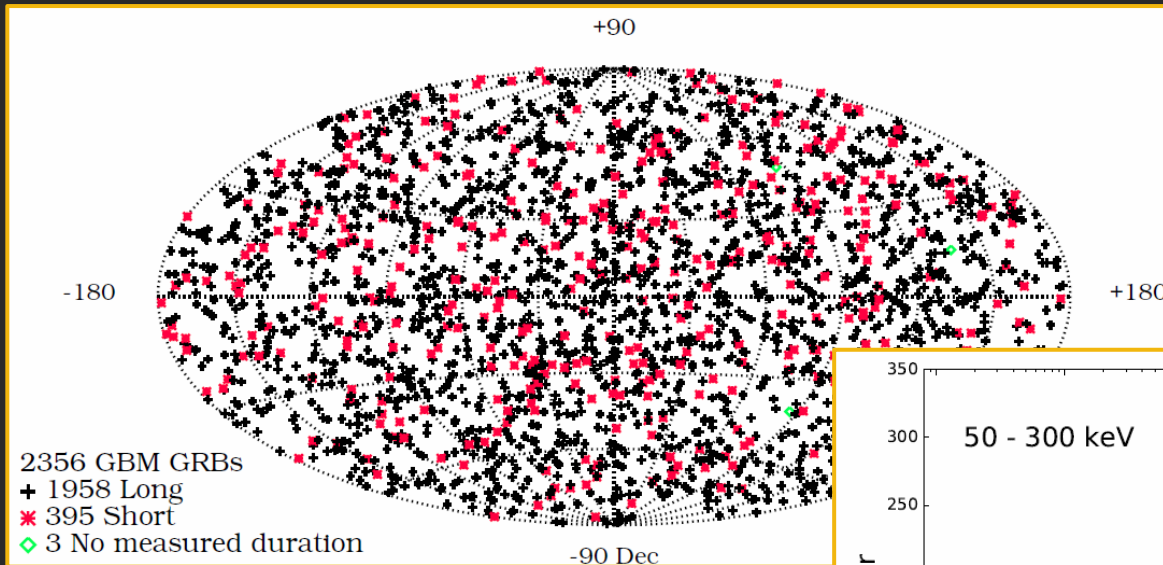 +90
-180
+180
350
300
50 - 300 keV
250
2356 GBM GRBs
1958 Long
395 Short
3 No measured duration
-90 Dec
r